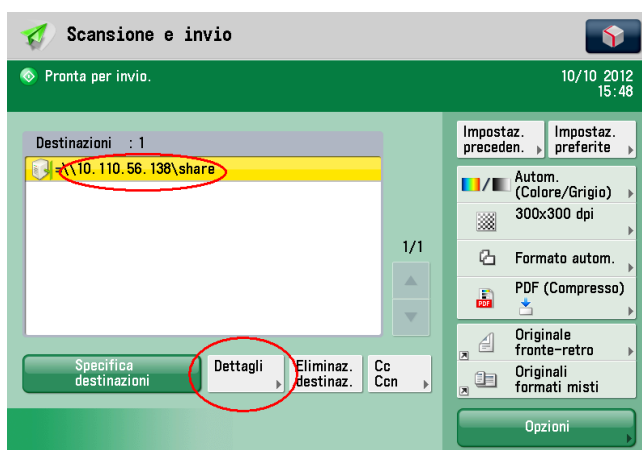 Scansione e invio
Pronta per invio.
10/10 2012
15:48
Destinazioni : 1
\\10.110.56.138\share
1/1
Specifica
destinazioni
Dettagli
Eliminaz.
destinaz.
Cc
Ccn
Impostaz.
preceden.
Impostaz.
preferite
Autom.
(Colore/Grigio)
300x300 dpi
Formato autom.
PDF (Compresso)
PDF
Originale
fronte-retro
Originali
formati misti
Opzioni